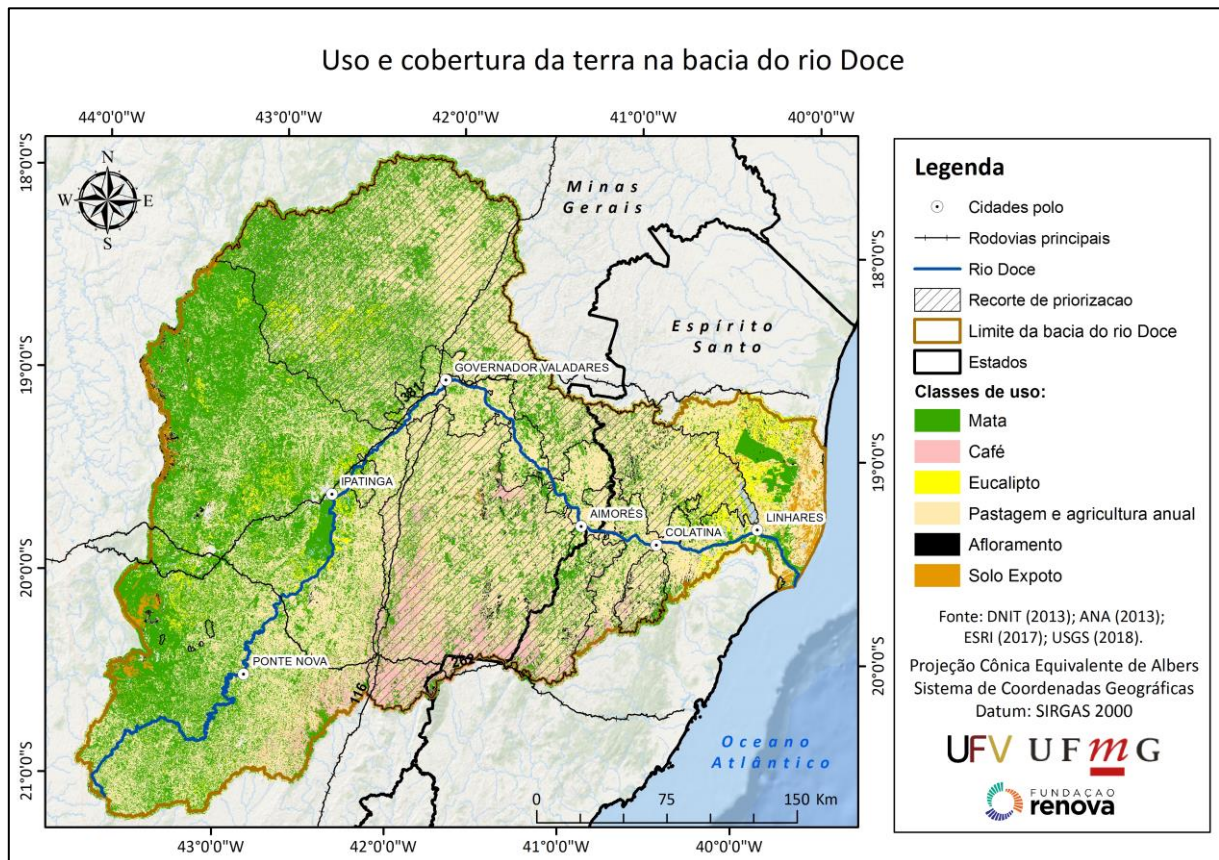 Uso e cobertura da terra na bacia do rio Doce
44°0'0"W 43°0'0"W 42°0'0"W 41°0'0"W 40°0'0"W
18°0'0"S
19°0'0"S
20°0'0"S
21°0'0"S
N
W E
S
Minas
Gerais
Espírito
Santo
GOVERNADOR VALADARES
381
IPATINGA
AIMORÉS
COLATINA
LINHARES
PONTE NOVA
262
116
Oceano
Atlântico
0 75 150 Km
18°0'0"S
19°0'0"S
20°0'0"S
43°0'0"W 42°0'0"W 41°0'0"W 40°0'0"W
Legenda
Cidades polo
Rodovias principais
Rio Doce
Recorte de priorizacao
Limite da bacia do rio Doce
Estados
Classes de uso:
Mata
Café
Eucalipto
Pastagem e agricultura anual
Afloramento
Solo Expoto
Fonte: DNIT (2013); ANA (2013);
ESRI (2017); USGS (2018).
Projeção Cônica Equivalente de Albers
Sistema de Coordenadas Geográficas
Datum: SIRGAS 2000
UFV UFmG
FUNDAÇÃO
renova